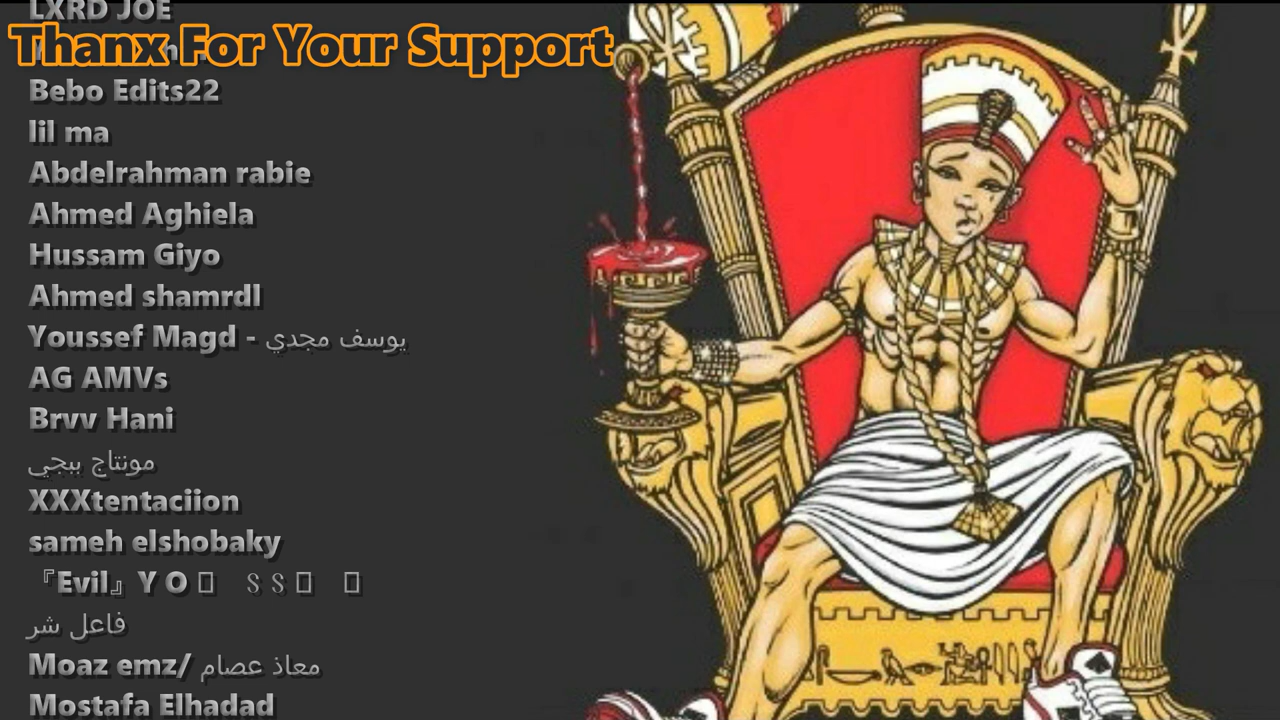 LXRD JOE
Thanx For Your Support
Bebo Edits22
lil ma
Abdelrahman rabie
Ahmed Aghiela
Hussam Giyo
Ahmed shamrdl
Youssef Magd - يوسف مجدي
AG AMVs
Brvv Hani
مونتاج ببجي
XXXtentaciion
sameh elshobaky
『Evil』Y O □ S S □ □
فاعل شر
Moaz emz/ معاذ عصام
Mostafa Elhadad